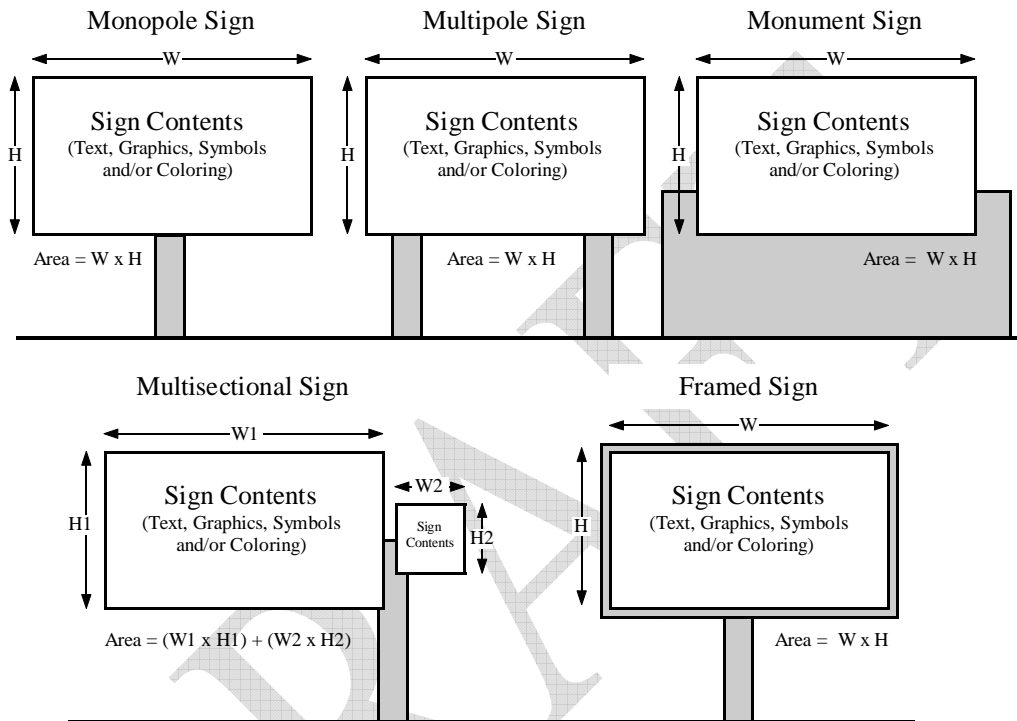 Monopole Sign
Multipole Sign
Monument Sign
W
W
W
H
Sign Contents
(Text, Graphics, Symbols
and/or Coloring)
H
Sign Contents
(Text, Graphics, Symbols
and/or Coloring)
H
Sign Contents
(Text, Graphics, Symbols
and/or Coloring)
Area = W x H
Area = W x H
Area = W x H
Multisectional Sign
Framed Sign
W1
W
W2
H1
Sign Contents
(Text, Graphics, Symbols
and/or Coloring)
Sign
Contents
H2
H
Sign Contents
(Text, Graphics, Symbols
and/or Coloring)
Area = (W1 x H1) + (W2 x H2)
Area = W x H